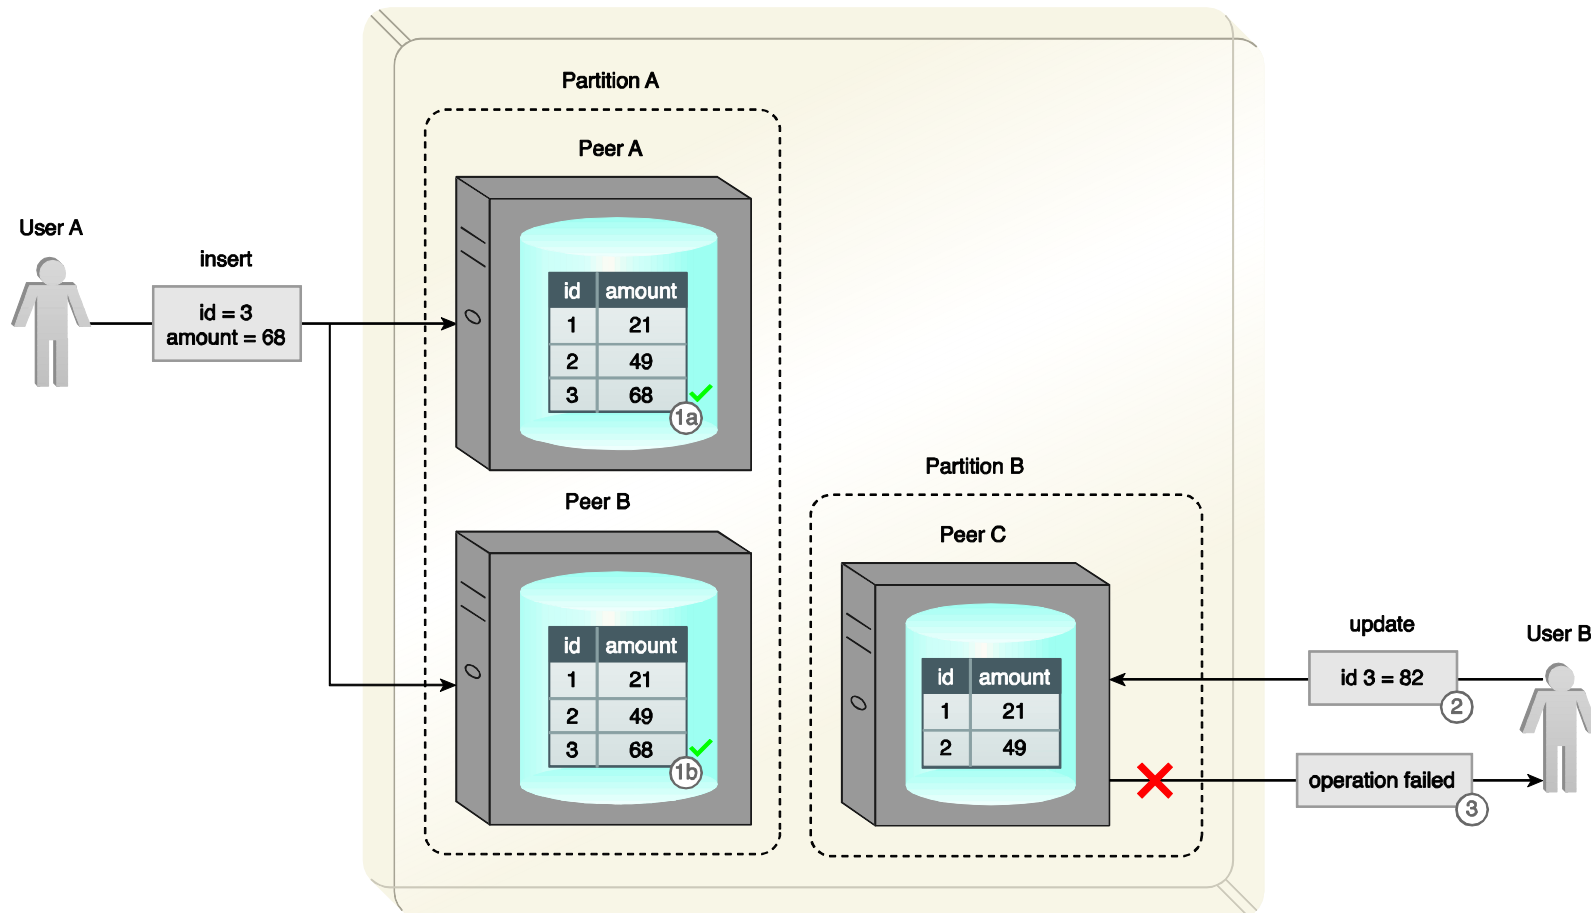 Partition A
Peer A
User A
insert
id = 3
amount = 68
id amount
1 21
2 49
3 68
1a
Peer B
id amount
1 21
2 49
3 68
1b
Partition B
Peer C
id amount
1 21
2 49
update
User B
id 3 = 82
2
operation failed
3